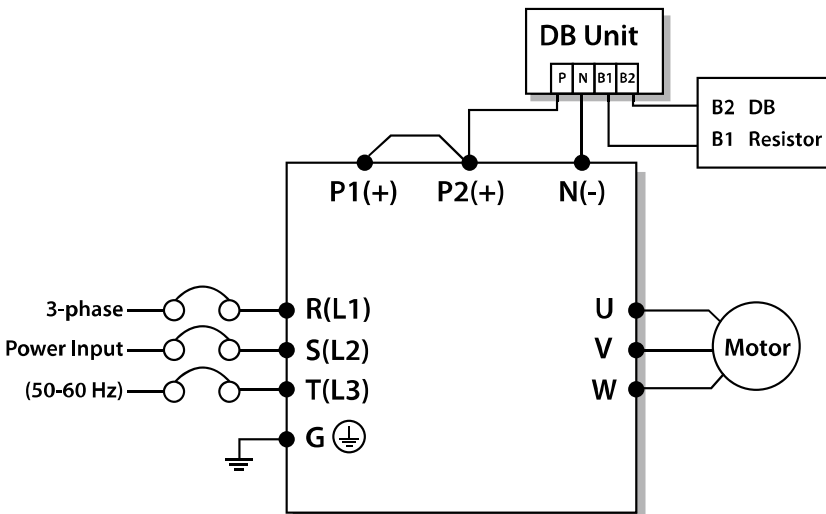 DB Unit
P N B1 B2
B2 DB
B1 Resistor
P1(+) P2(+) N(-)
3-phase R(L1) U
Power Input S(L2) V Motor
(50-60 Hz) T(L3) W
G